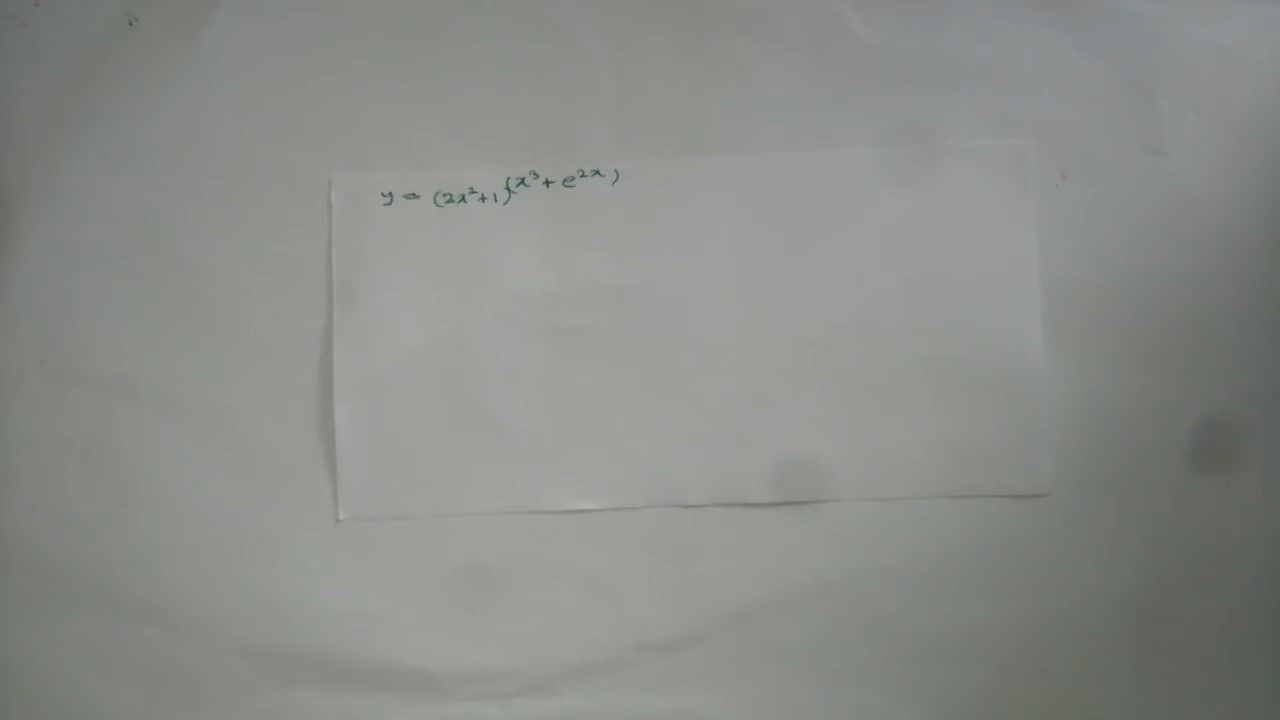 y = (2x²+1)^(x³ + e^(2x))